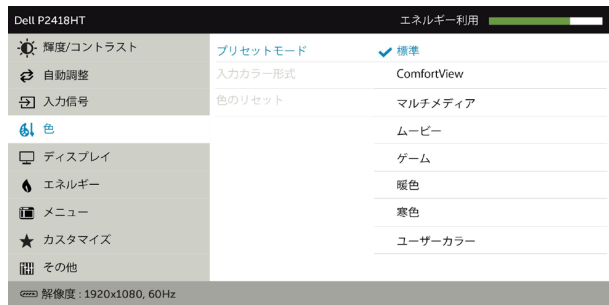 Dell P2418HT
エネルギー利用
輝度/コントラスト
プリセットモード
標準
自動調整
入力カラー形式
ComfortView
入力信号
色のリセット
マルチメディア
色
ムービー
ディスプレイ
ゲーム
エネルギー
暖色
メニュー
寒色
カスタマイズ
ユーザーカラー
その他
解像度 : 1920x1080, 60Hz